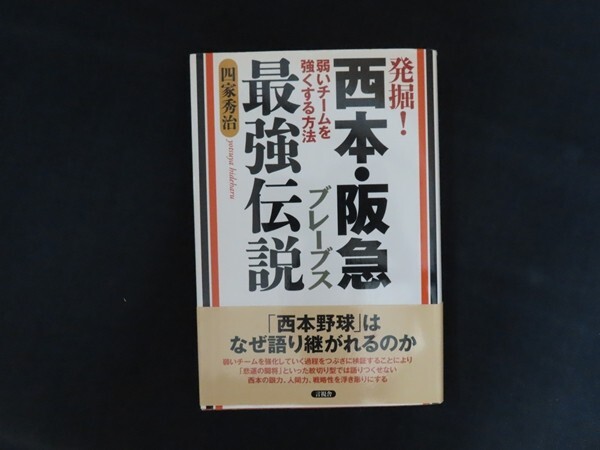 発掘！
西本・阪急
ブレーブス
最強伝説
弱いチームを
強くする方法
四家秀治
yotsuya hideharu
「西本野球」は
なぜ語り継がれるのか
弱いチームを強化していく過程をつぶさに検証することにより
「悲運の闘将」といった紋切り型では語りつくせない
西本の眼力、人間力、戦略性を浮き彫りにする
言視舎